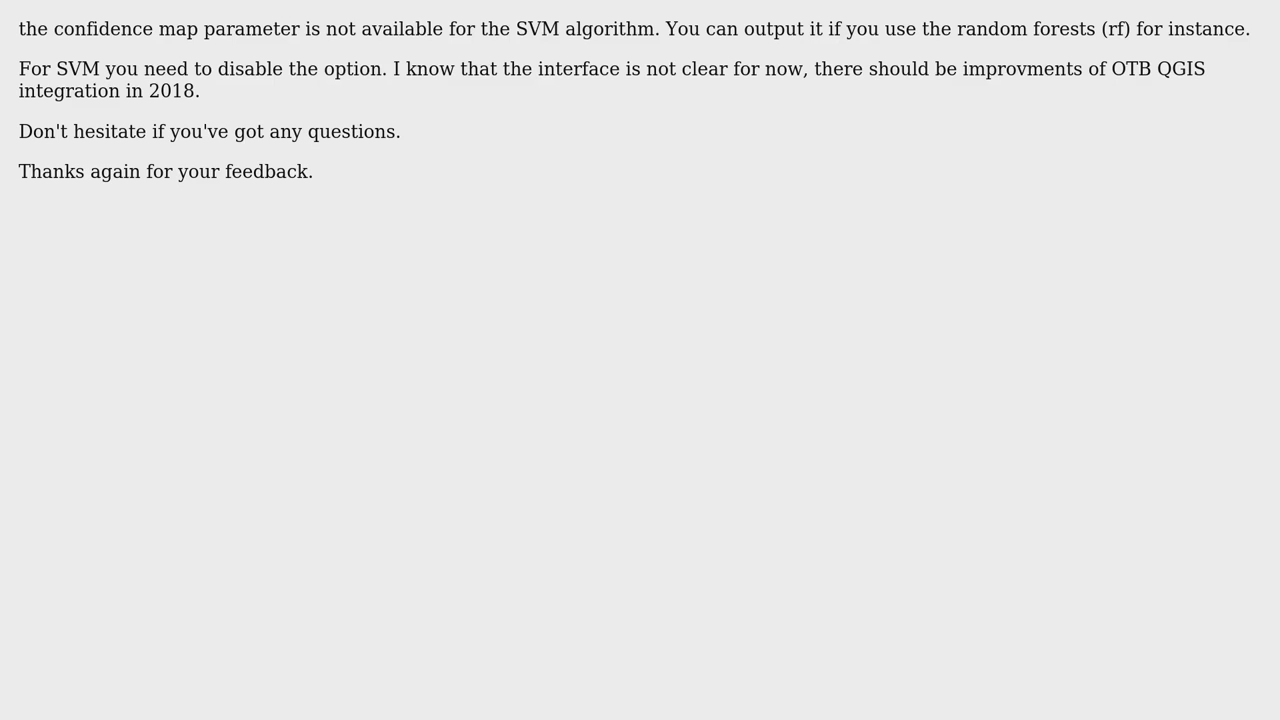 the confidence map parameter is not available for the SVM algorithm. You can output it if you use the random forests (rf) for instance.
For SVM you need to disable the option. I know that the interface is not clear for now, there should be improvments of OTB QGIS
integration in 2018.
Don't hesitate if you've got any questions.
Thanks again for your feedback.